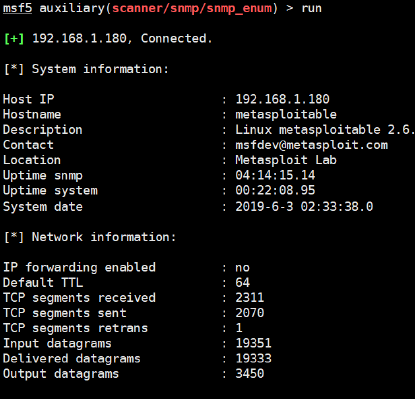 msf5 auxiliary(scanner/snmp/snmp_enum) > run
[+] 192.168.1.180, Connected.
[*] System information:
Host IP : 192.168.1.180
Hostname : metasploitable
Description : Linux metasploitable 2.6.
Contact : msfdev@metasploit.com
Location : Metasploit Lab
Uptime snmp : 04:14:15.14
Uptime system : 00:22:08.95
System date : 2019-6-3 02:33:38.0
[*] Network information:
IP forwarding enabled : no
Default TTL : 64
TCP segments received : 2311
TCP segments sent : 2070
TCP segments retrans : 1
Input datagrams : 19351
Delivered datagrams : 19333
Output datagrams : 3450